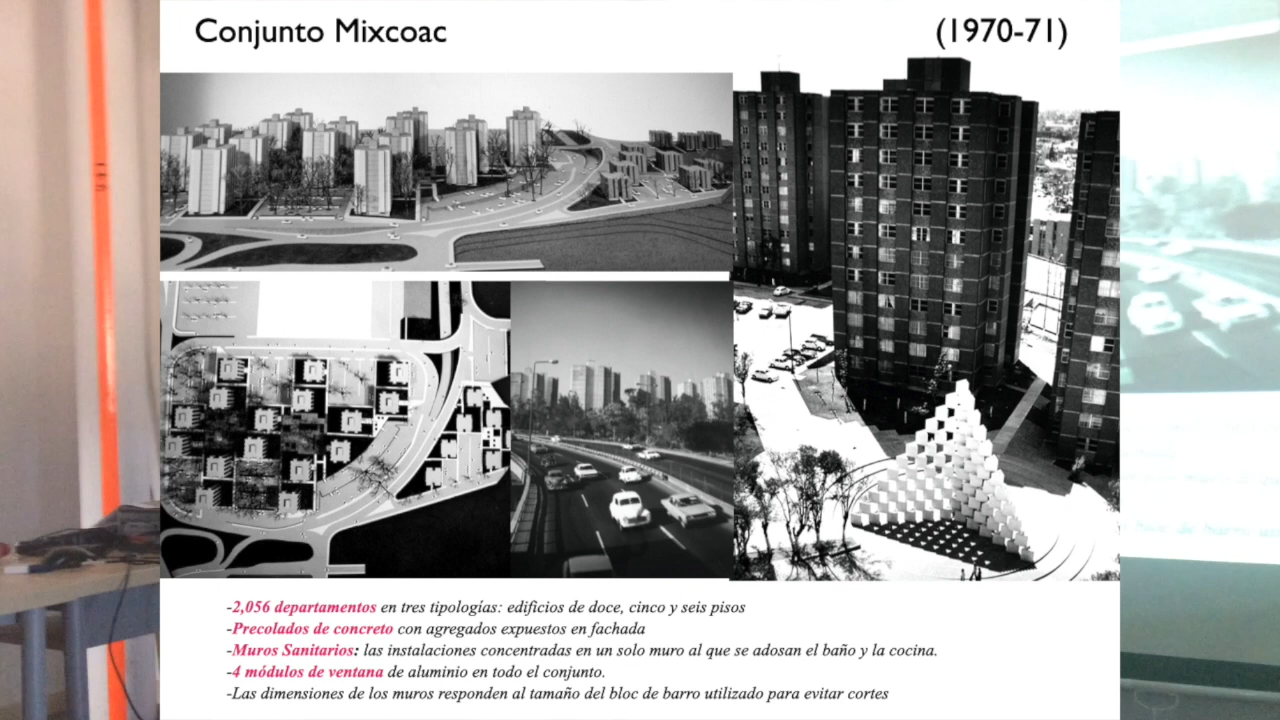 Conjunto Mixcoac
(1970-71)
-2,056 departamentos en tres tipologías: edificios de doce, cinco y seis pisos
-Precolados de concreto con agregados expuestos en fachada
-Muros Sanitarios: las instalaciones concentradas en un solo muro al que se adosan el baño y la cocina.
-4 módulos de ventana de aluminio en todo el conjunto.
-Las dimensiones de los muros responden al tamaño del bloc de barro utilizado para evitar cortes